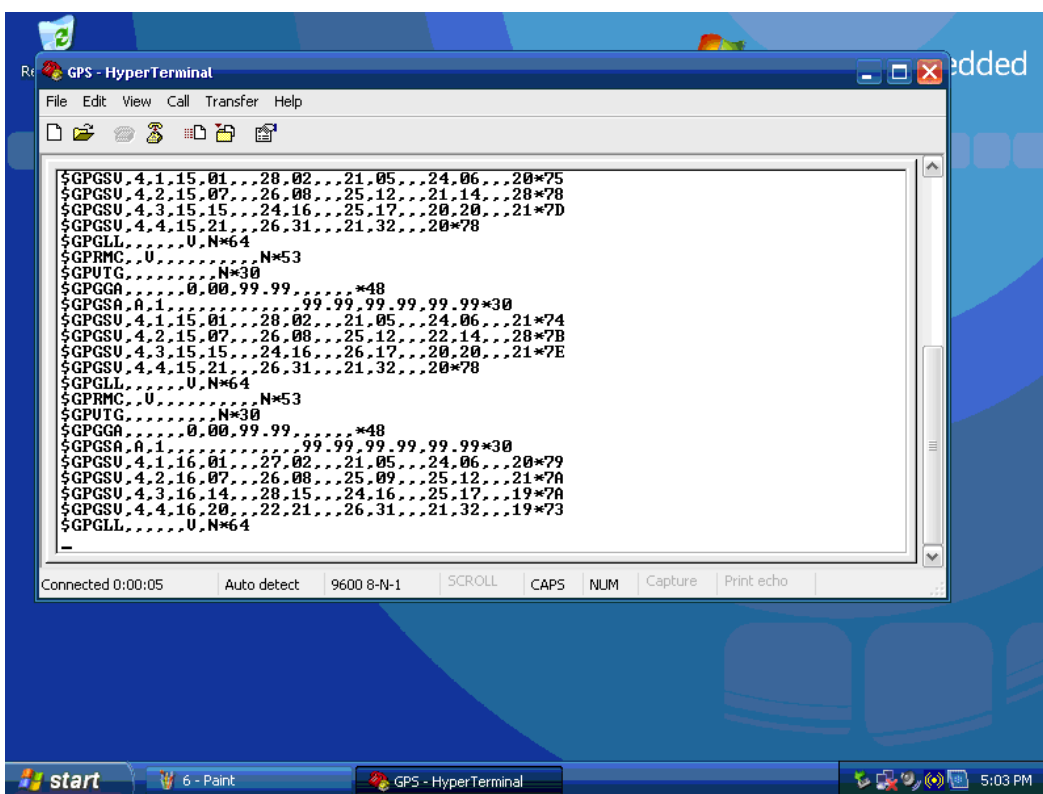 Re
edded
GPS - HyperTerminal
File Edit View Call Transfer Help
$GPGSV,4,1,15,01,,,28,02,,,21,05,,,24,06,,,20*75
$GPGSV,4,2,15,07,,,26,08,,,25,12,,,21,14,,,28*78
$GPGSV,4,3,15,15,,,24,16,,,25,17,,,20,20,,,21*7D
$GPGSV,4,4,15,21,,,26,31,,,21,32,,,20*78
$GPGLL,,,,,,V,N*64
$GPRMC,,V,,,,,,,,,,N*53
$GPVTG,,,,,,,,,N*30
$GPGGA,,,,,,0,00,99.99,,,,,,*48
$GPGSA,A,1,,,,,,,,,,,,,99.99,99.99,99.99*30
$GPGSV,4,1,15,01,,,28,02,,,21,05,,,24,06,,,21*74
$GPGSV,4,2,15,07,,,26,08,,,25,12,,,22,14,,,28*7B
$GPGSV,4,3,15,15,,,24,16,,,26,17,,,20,20,,,21*7E
$GPGSV,4,4,15,21,,,26,31,,,21,32,,,20*78
$GPGLL,,,,,,V,N*64
$GPRMC,,V,,,,,,,,,,N*53
$GPVTG,,,,,,,,,N*30
$GPGGA,,,,,,0,00,99.99,,,,,,*48
$GPGSA,A,1,,,,,,,,,,,,,99.99,99.99,99.99*30
$GPGSV,4,1,16,01,,,27,02,,,21,05,,,24,06,,,20*79
$GPGSV,4,2,16,07,,,26,08,,,25,09,,,25,12,,,21*7A
$GPGSV,4,3,16,14,,,28,15,,,24,16,,,25,17,,,19*7A
$GPGSV,4,4,16,20,,,22,21,,,26,31,,,21,32,,,19*73
$GPGLL,,,,,,V,N*64
_
Connected 0:00:05 Auto detect 9600 8-N-1 SCROLL CAPS NUM Capture Print echo
start 6 - Paint GPS - HyperTerminal 5:03 PM